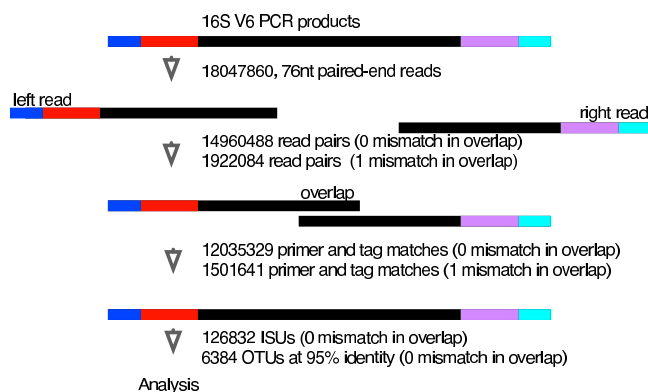 16S V6 PCR products
18047860, 76nt paired-end reads
left read
right read
14960488 read pairs (0 mismatch in overlap)
1922084 read pairs (1 mismatch in overlap)
overlap
12035329 primer and tag matches (0 mismatch in overlap)
1501641 primer and tag matches (1 mismatch in overlap)
126832 ISUs (0 mismatch in overlap)
6384 OTUs at 95% identity (0 mismatch in overlap)
Analysis